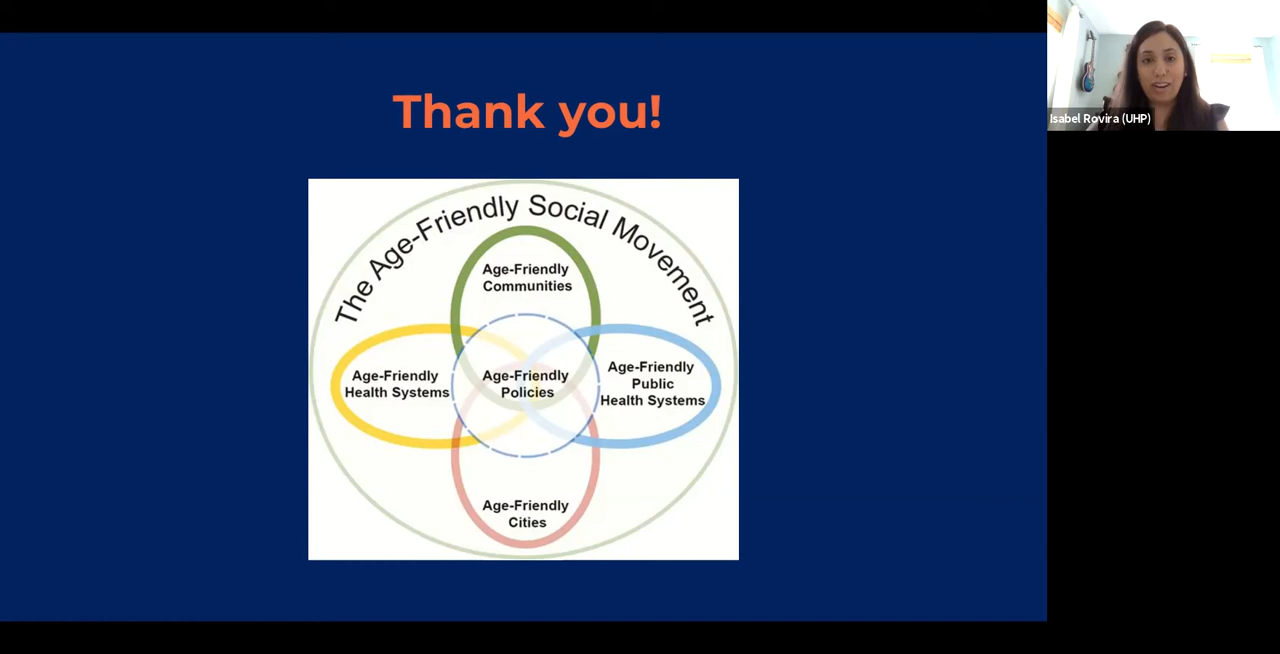 Thank you!
Isabel Rovira (UHP)
The Age-Friendly Social Movement
Age-Friendly
Communities
Age-Friendly
Health Systems
Age-Friendly
Policies
Age-Friendly
Public
Health Systems
Age-Friendly
Cities